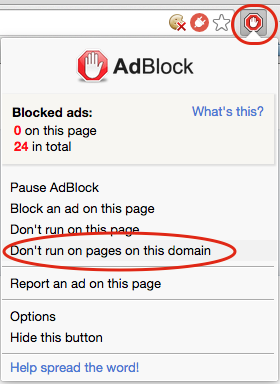 AdBlock
Blocked ads:
What's this?
0 on this page
24 in total
Pause AdBlock
Block an ad on this page
Don't run on this page
Don't run on pages on this domain
Report an ad on this page
Options
Hide this button
Help spread the word!